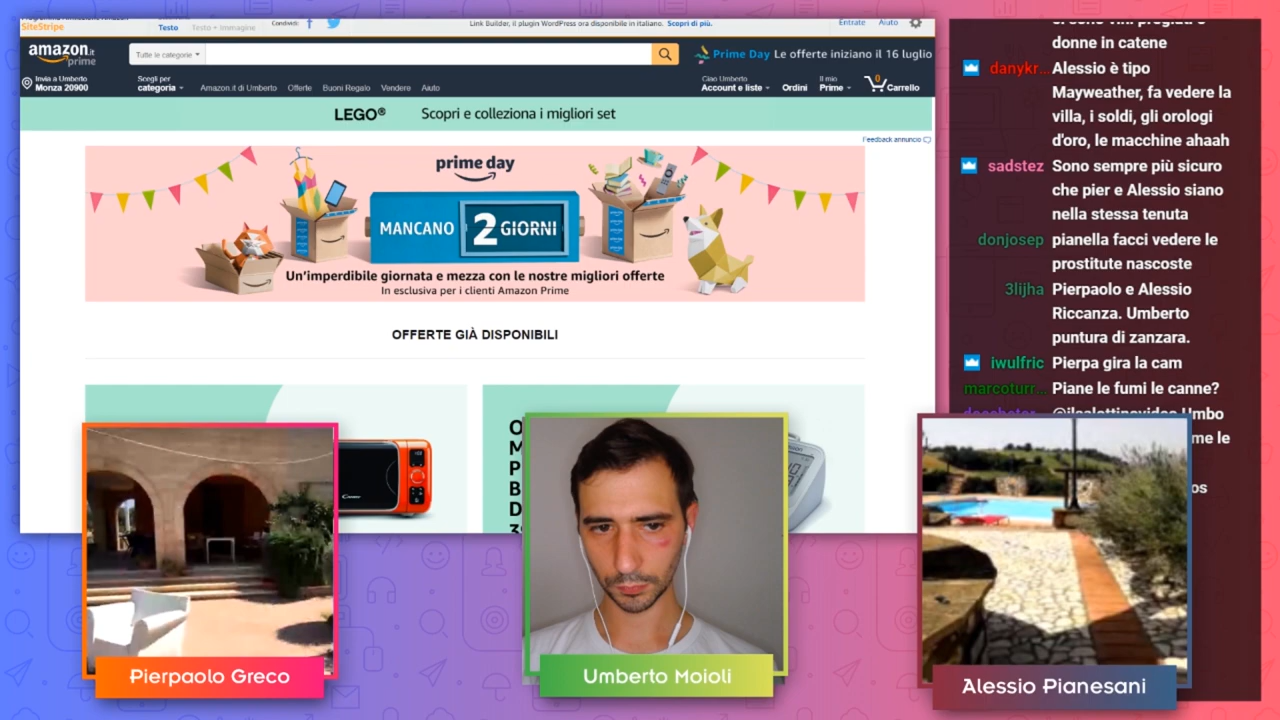 SiteStripe
Testo
Testo + Immagine
Condividi
Link Builder, il plugin WordPress ora disponibile in italiano. Scopri di più.
Entrate
Aiuto
amazon.it
prime
Tutte le categorie
Prime Day Le offerte iniziano il 16 luglio
Invia a Umberto
Monza 20900
Scegli per
categoria
Amazon.it di Umberto
Offerte
Buoni Regalo
Vendere
Aiuto
Ciao Umberto
Account e liste
Ordini
Il mio
Prime
0
Carrello
LEGO® Scopri e colleziona i migliori set
Feedback annuncio
prime day
MANCANO 2 GIORNI
Un'imperdibile giornata e mezza con le nostre migliori offerte
In esclusiva per i clienti Amazon Prime
OFFERTE GIÀ DISPONIBILI
O
M
P
B
D
donne in catene
danykr... Alessio è tipo
Mayweather, fa vedere la
villa, i soldi, gli orologi
d'oro, le macchine ahaah
sadstez Sono sempre più sicuro
che pier e Alessio siano
nella stessa tenuta
donjosep pianella facci vedere le
prostitute nascoste
3lijha Pierpaolo e Alessio
Riccanza. Umberto
puntura di zanzara.
iwulfric Pierpa gira la cam
marcoturr... Piane le fumi le canne?
Umbo
me le
os
Pierpaolo Greco
Umberto Moioli
Alessio Pianesani